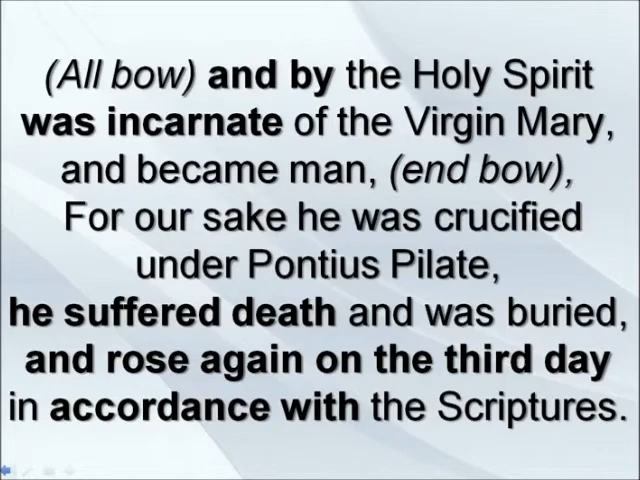 (All bow) and by the Holy Spirit
was incarnate of the Virgin Mary,
and became man, (end bow),
For our sake he was crucified
under Pontius Pilate,
he suffered death and was buried,
and rose again on the third day
in accordance with the Scriptures.